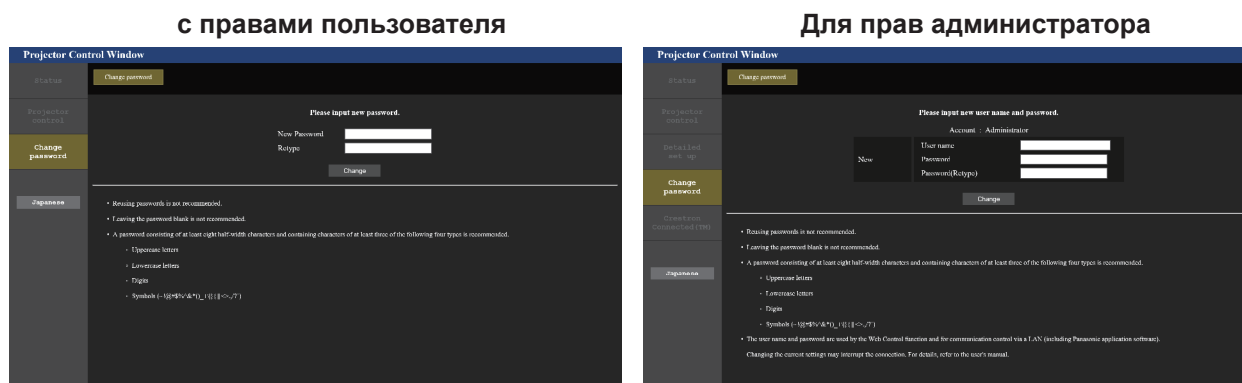 с правами пользователя
Projector Control Window
Status
Change password
Projector
control
Change
password
Japanese
Please input new password.
New Password
Retype
Change
• Reusing passwords is not recommended.
• Leaving the password blank is not recommended.
• A password consisting of at least eight half-width characters and containing characters of at least three of the following four types is recommended.
◦ Uppercase letters
◦ Lowercase letters
◦ Digits
◦ Symbols
Для прав администратора
Projector Control Window
Status
Change password
Projector
control
Detailed
set up
Change
password
Crestron
Connected(TM)
Japanese
Please input new user name and password.
Account : Administrator
New
User name
Password
Password(Retype)
Change
• Reusing passwords is not recommended.
• Leaving the password blank is not recommended.
• A password consisting of at least eight half-width characters and containing characters of at least three of the following four types is recommended.
◦ Uppercase letters
◦ Lowercase letters
◦ Digits
◦ Symbols
• The user name and password are used by the Web Control function and for communication control via a LAN (including Panasonic application software).
Changing the current settings may interrupt the connection. For details, refer to the user's manual.